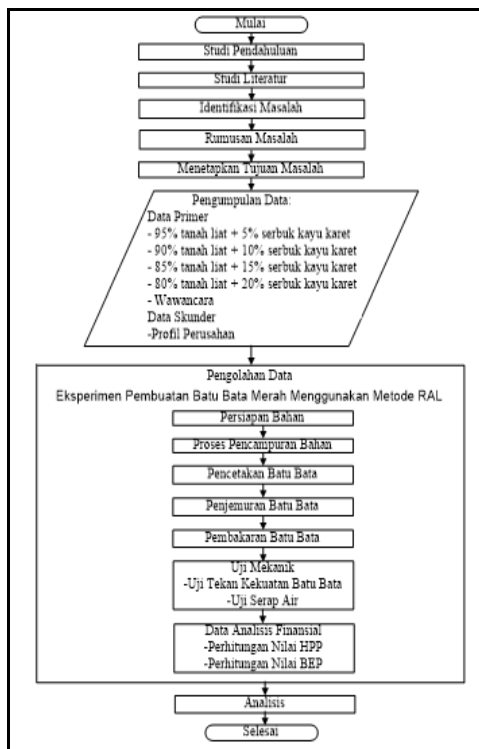 Mulai
Studi Pendahuluan
Studi Literatur
Identifikasi Masalah
Rumusan Masalah
Menetapkan Tujuan Masalah
Pengumpulan Data:
Data Primer
- 95% tanah liat + 5% serbuk kayu karet
- 90% tanah liat + 10% serbuk kayu karet
- 85% tanah liat + 15% serbuk kayu karet
- 80% tanah liat + 20% serbuk kayu karet
- Wawancara
Data Skunder
-Profil Perusahan
Pengolahan Data
Eksperimen Pembuatan Batu Bata Merah Menggunakan Metode RAL
Persiapan Bahan
Proses Pencampuran Bahan
Pencetakan Batu Bata
Penjemuran Batu Bata
Pembakaran Batu Bata
Uji Mekanik
-Uji Tekan Kekuatan Batu Bata
-Uji Serap Air
Data Analisis Finansial
-Perhitungan Nilai HPP
-Perhitungan Nilai BEP
Analisis
Selesai